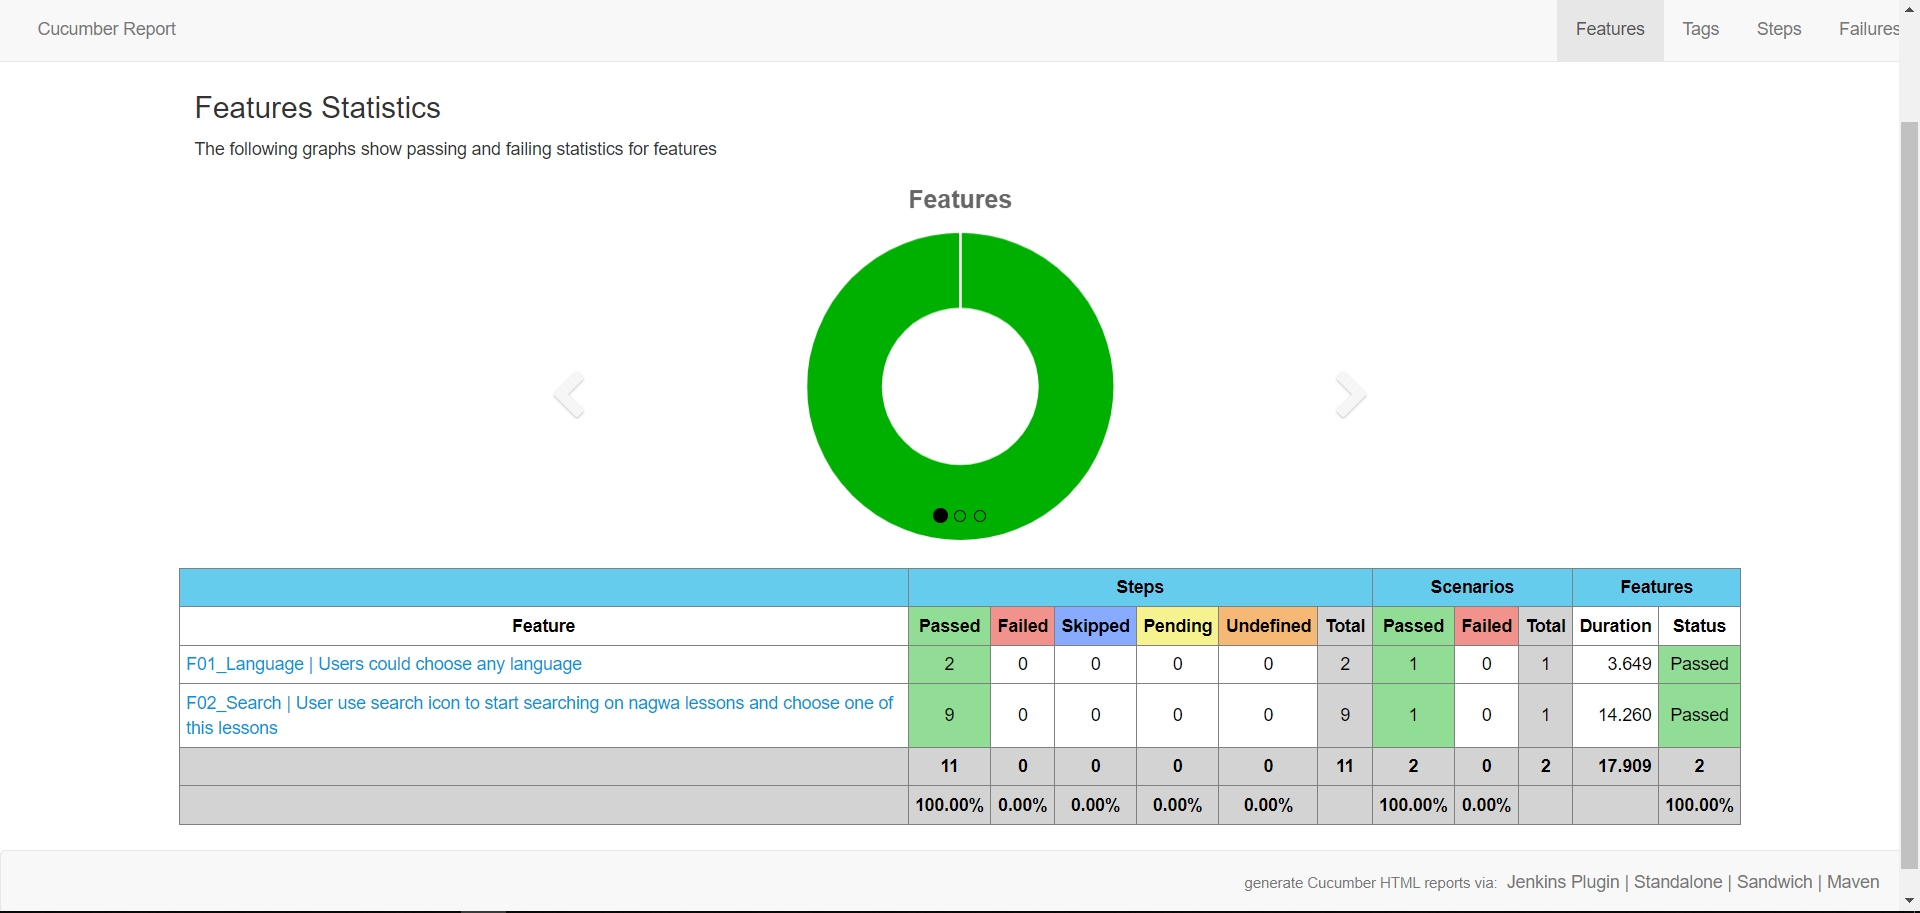 Cucumber Report Features Tags Steps Failures
Features Statistics
The following graphs show passing and failing statistics for features
Features
Steps Scenarios Features
Feature Passed Failed Skipped Pending Undefined Total Passed Failed Total Duration Status
F01_Language | Users could choose any language 2 0 0 0 0 2 1 0 1 3.649 Passed
F02_Search | User use search icon to start searching on nagwa lessons and choose one of
this lessons 9 0 0 0 0 9 1 0 1 14.260 Passed
11 0 0 0 0 11 2 0 2 17.909 2
100.00% 0.00% 0.00% 0.00% 0.00% 100.00% 0.00% 100.00%
generate Cucumber HTML reports via: Jenkins Plugin | Standalone | Sandwich | Maven